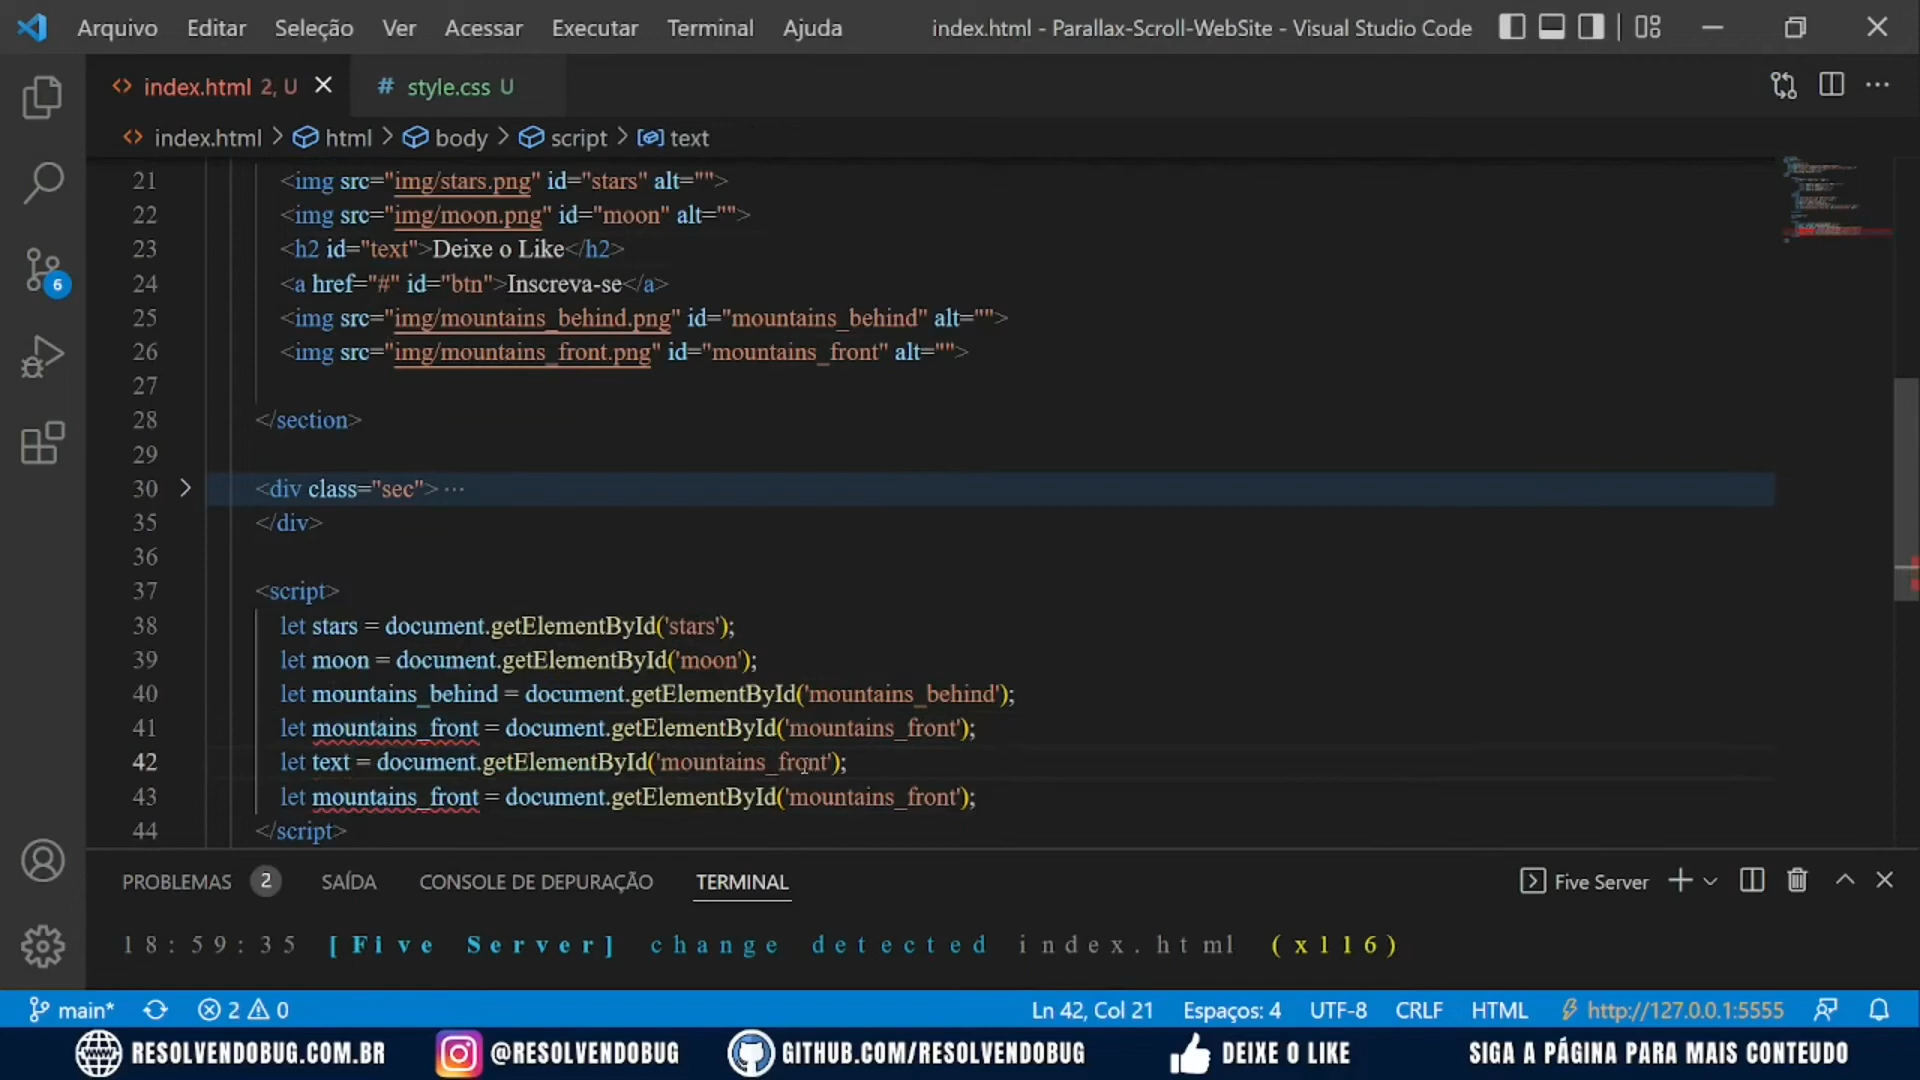 Arquivo Editar Seleção Ver Acessar Executar Terminal Ajuda index.html - Parallax-Scroll-WebSite - Visual Studio Code
index.html 2, U style.css U
index.html > html > body > script > text
21 <img src="img/stars.png" id="stars" alt="">
22 <img src="img/moon.png" id="moon" alt="">
23 <h2 id="text">Deixe o Like</h2>
24 <a href="#" id="btn">Inscreva-se</a>
25 <img src="img/mountains_behind.png" id="mountains_behind" alt="">
26 <img src="img/mountains_front.png" id="mountains_front" alt="">
27
28 </section>
29
30 <div class="sec"> ...
35 </div>
36
37 <script>
38 let stars = document.getElementById('stars');
39 let moon = document.getElementById('moon');
40 let mountains_behind = document.getElementById('mountains_behind');
41 let mountains_front = document.getElementById('mountains_front');
42 let text = document.getElementById('mountains_front');
43 let mountains_front = document.getElementById('mountains_front');
44 </script>
6
PROBLEMAS 2 SAÍDA CONSOLE DE DEPURAÇÃO TERMINAL Five Server
18:59:35 [Five Server] change detected index.html (x116)
main* 2 0 Ln 42, Col 21 Espaços: 4 UTF-8 CRLF HTML http://127.0.0.1:5555
RESOLVENDOBUG.COM.BR @RESOLVENDOBUG GITHUB.COM/RESOLVENDOBUG DEIXE O LIKE SIGA A PÁGINA PARA MAIS CONTEUDO